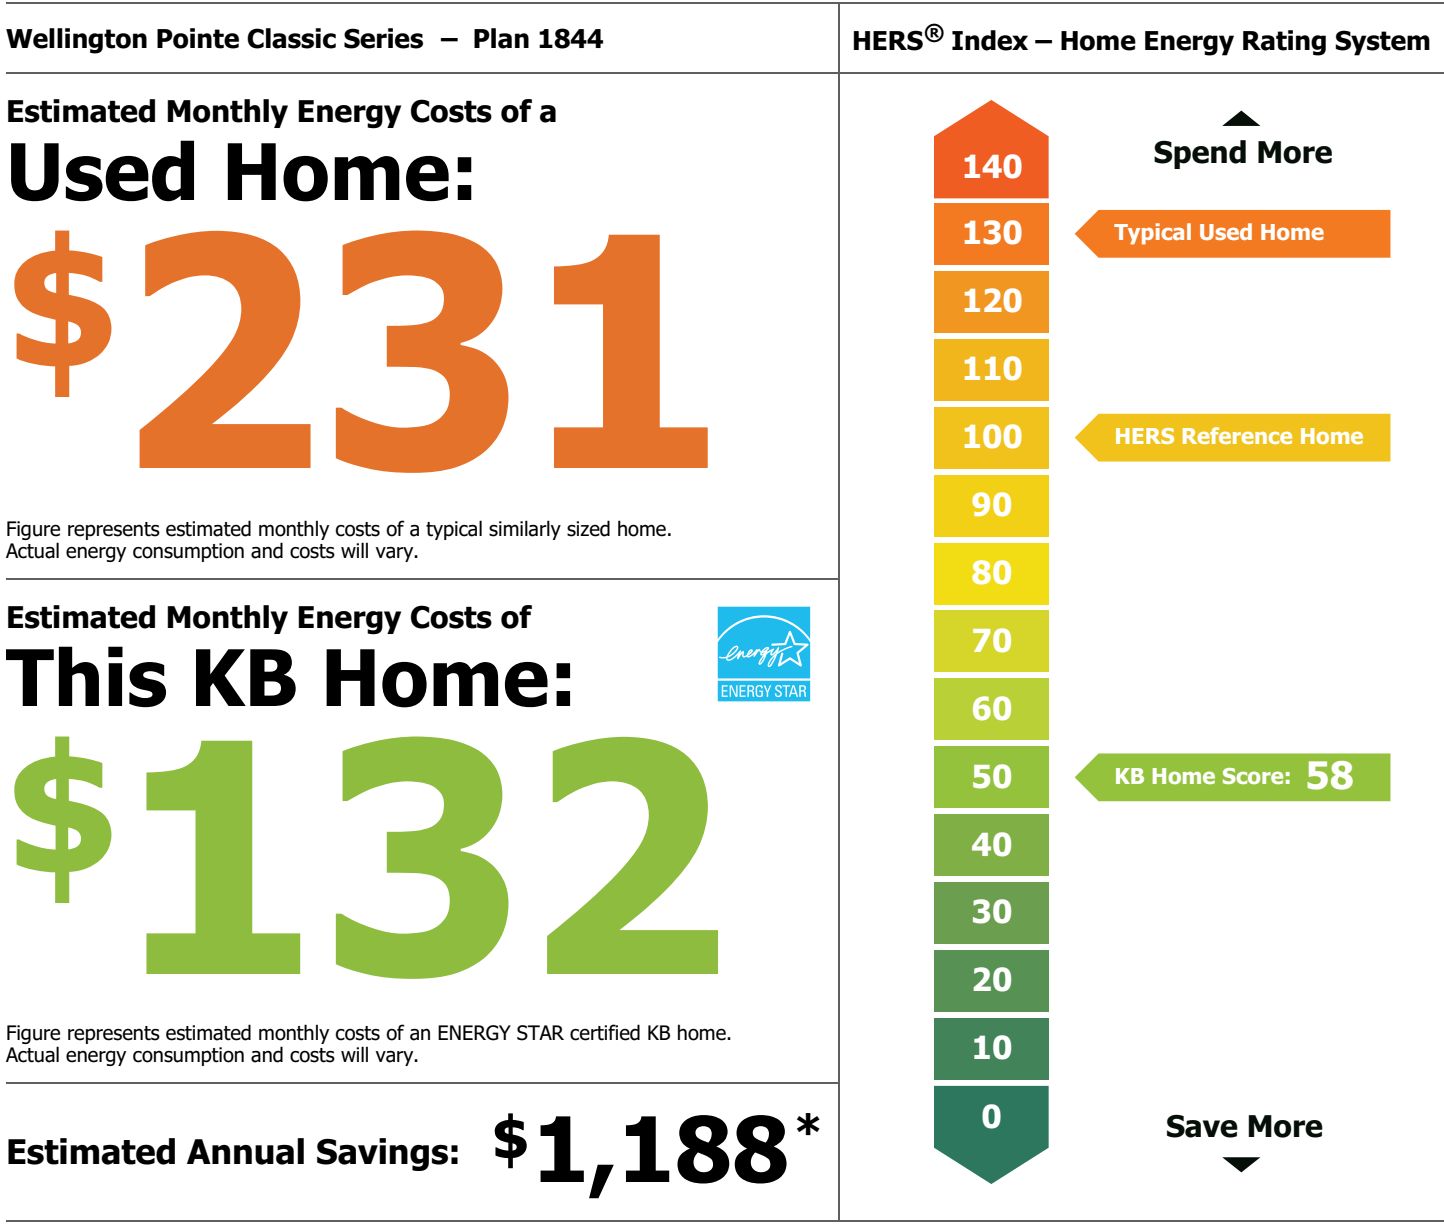 Wellington Pointe Classic Series – Plan 1844
Estimated Monthly Energy Costs of a
Used Home:
$231
Figure represents estimated monthly costs of a typical similarly sized home.
Actual energy consumption and costs will vary.
Estimated Monthly Energy Costs of
This KB Home:
energy
ENERGY STAR
$132
Figure represents estimated monthly costs of an ENERGY STAR certified KB home.
Actual energy consumption and costs will vary.
Estimated Annual Savings: $1,188*
HERS® Index – Home Energy Rating System
Spend More
140
130 Typical Used Home
120
110
100 HERS Reference Home
90
80
70
60
50 KB Home Score: 58
40
30
20
10
0
Save More